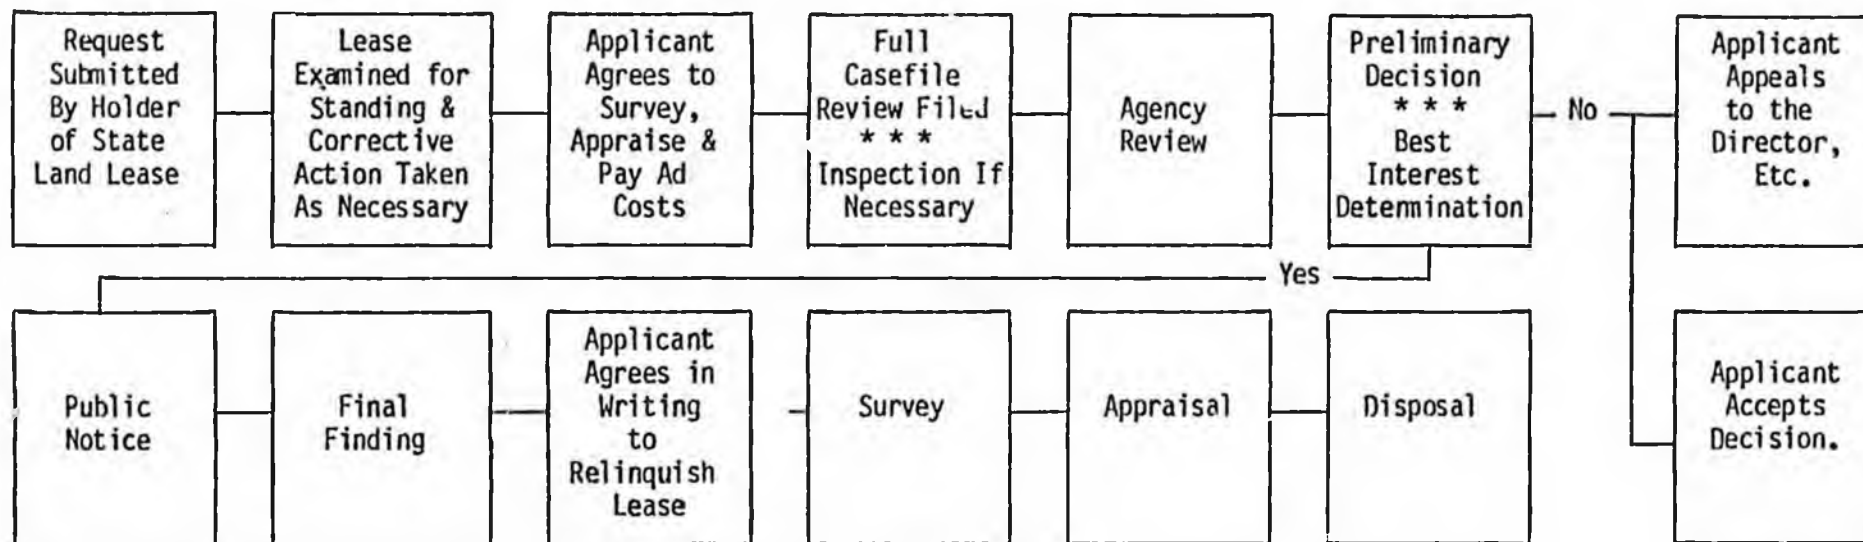 Request
Submitted
By Holder
of State
Land Lease
Lease
Examined for
Standing &
Corrective
Action Taken
As Necessary
Applicant
Agrees to
Survey,
Appraise &
Pay Ad
Costs
Full
Casefile
Review Filed
* * *
Inspection If
Necessary
Agency
Review
Preliminary
Decision
* * *
Best
Interest
Determination
No
Applicant
Appeals
to the
Director,
Etc.
Yes
Public
Notice
Final
Finding
Applicant
Agrees in
Writing
to
Relinquish
Lease
Survey
Appraisal
Disposal
Applicant
Accepts
Decision.